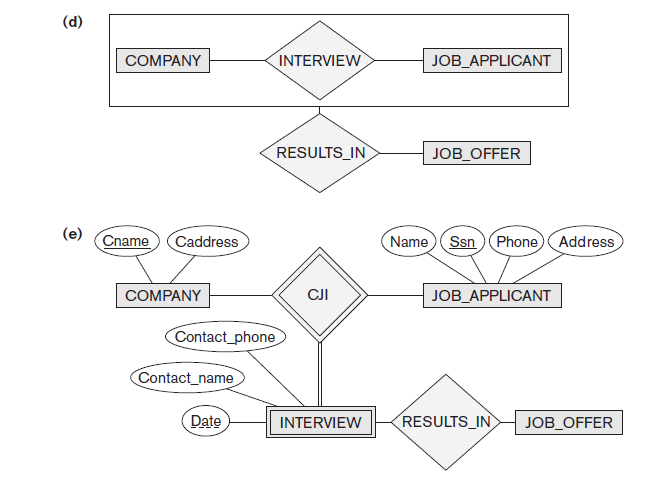 (d)
COMPANY
INTERVIEW
JOB_APPLICANT
RESULTS_IN
JOB_OFFER
(e)
Cname
Caddress
Name
Ssn
Phone
Address
COMPANY
CJI
JOB_APPLICANT
Contact_phone
Contact_name
Date
INTERVIEW
RESULTS_IN
JOB_OFFER